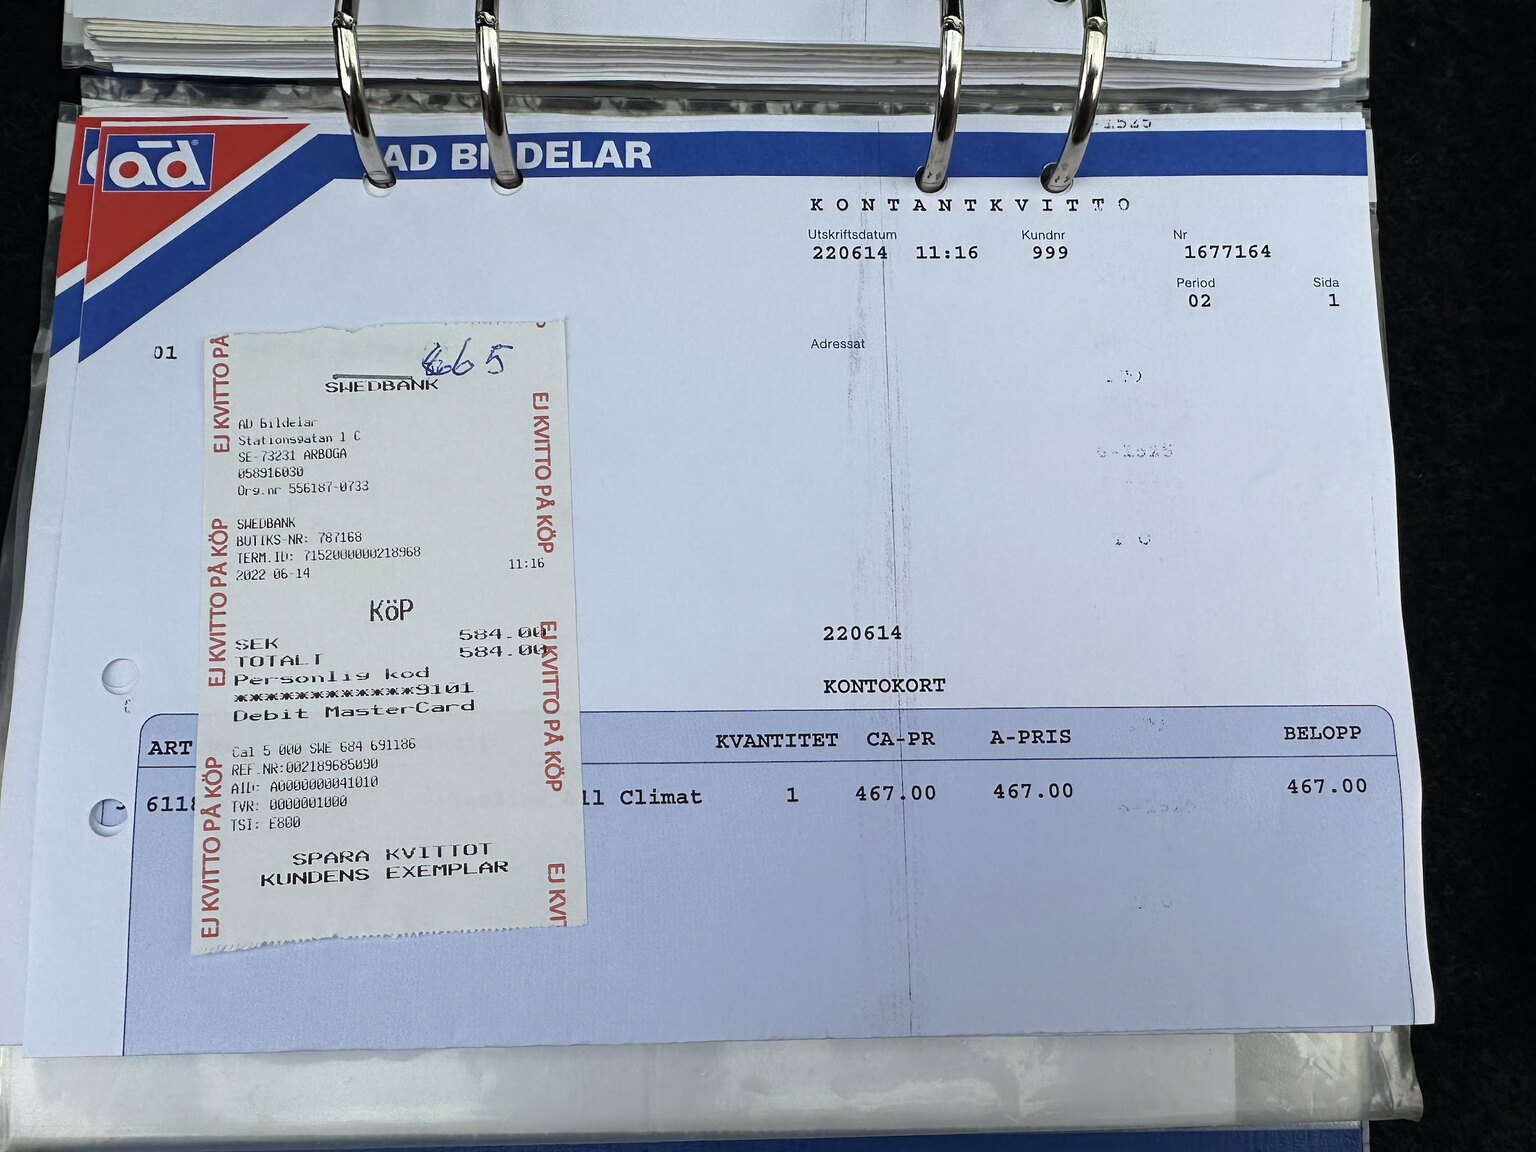 ad
AD BILDELAR
KONTANTKVITTO
Utskriftsdatum Kundnr Nr
220614 11:16 999 1677164
Period Sida
02 1
01
Adressat
665
SWEDBANK
AD bildelar
Stationsgatan 1 C
SE-73231 ARBOGA
058916030
Org.nr 556187-0733
SWEDBANK
BUTIKS-NR: 787168
TERM.ID: 7152000000218968
2022-06-14 11:16
KöP
SEK 584.00
TOTALT 584.00
Personlig kod
************9101
Debit MasterCard
Ca1 5 000 SWE 684 691186
REF.NR:002189685090
AID: A0000000041010
TVR: 0000001000
TSI: E800
SPARA KVITTOT
KUNDENS EXEMPLAR
EJ KVITTO PÅ KÖP
EJ KVITTO PÅ KÖP
EJ KVITTO PÅ KÖP
EJ KVITTO PÅ KÖP
220614
KONTOKORT
ART KVANTITET CA-PR A-PRIS BELOPP
611 ll Climat 1 467.00 467.00 467.00